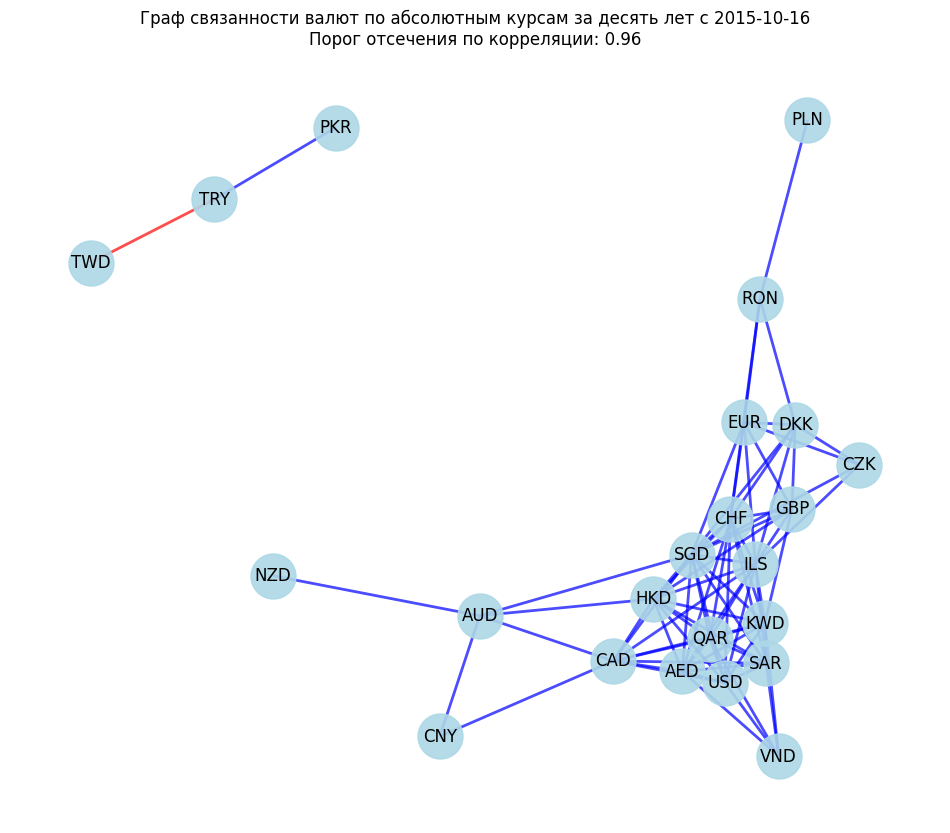 Граф связанности валют по абсолютным курсам за десять лет с 2015-10-16
Порог отсечения по корреляции: 0.96
PLN
PKR
TRY
TWD
RON
EUR
DKK
CZK
GBP
CHF
SGD
ILS
NZD
HKD
AUD
KWD
QAR
CAD
SAR
AED
USD
CNY
VND